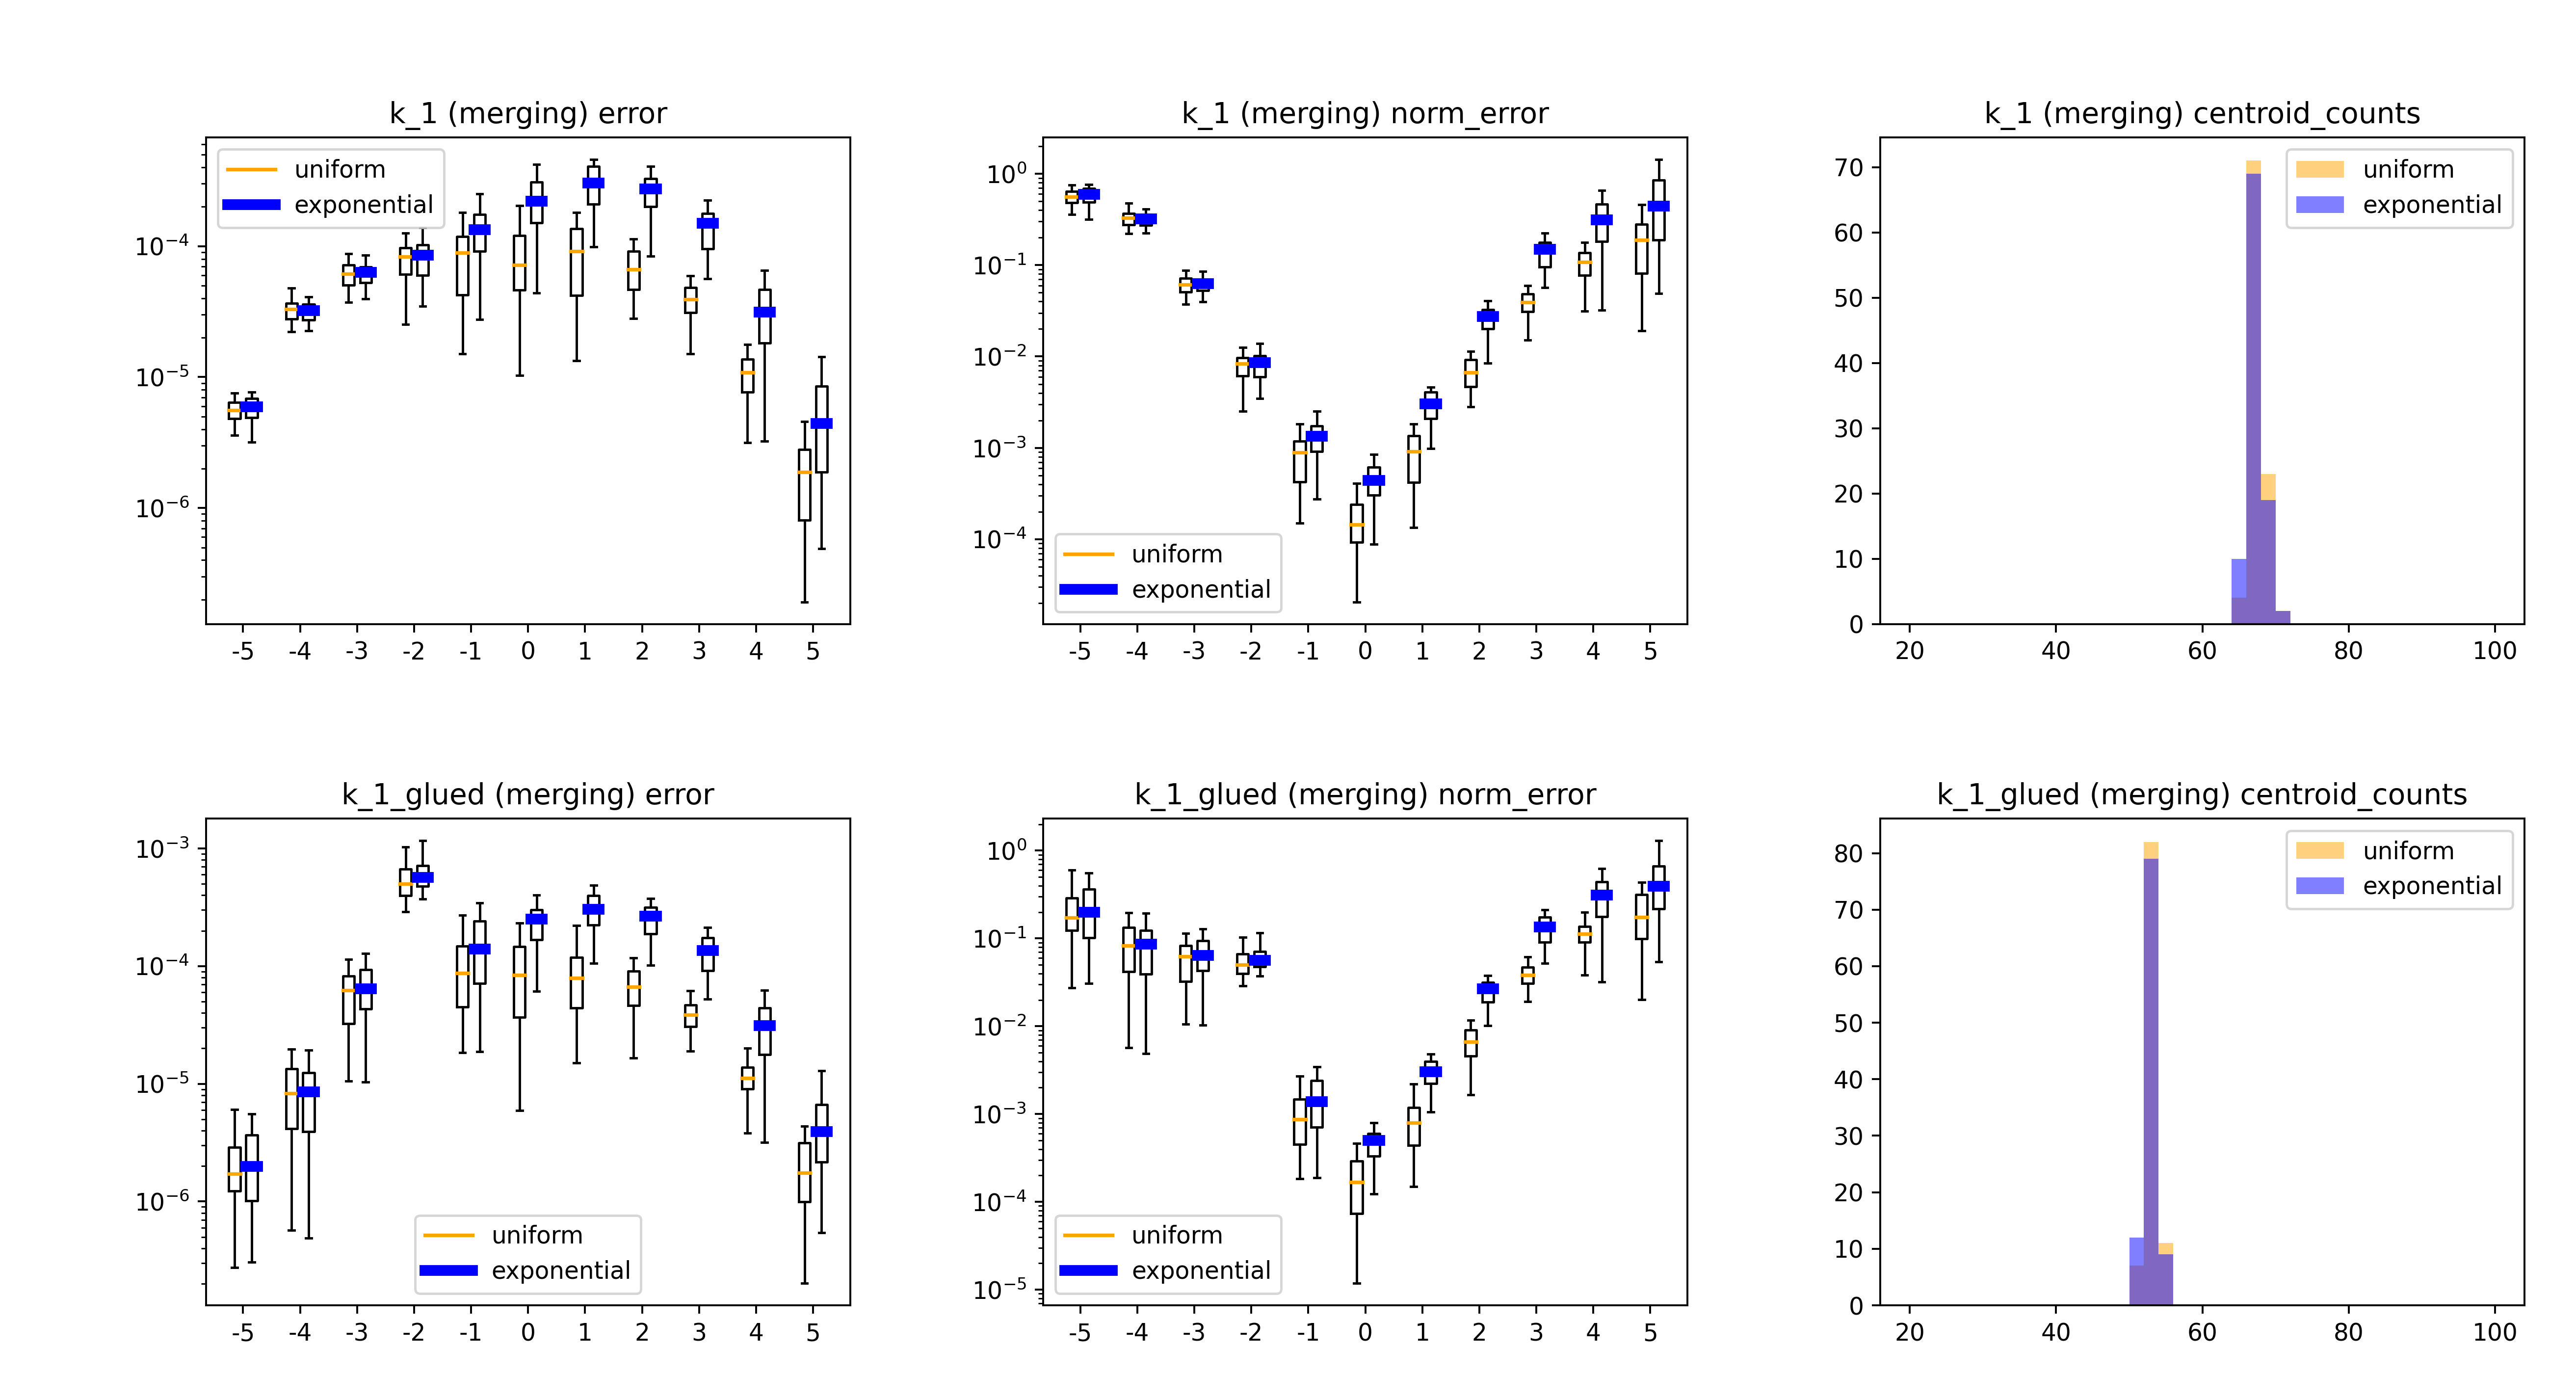 k_1 (merging) error
uniform
exponential
10⁻⁴
10⁻⁵
10⁻⁶
-5 -4 -3 -2 -1 0 1 2 3 4 5
k_1 (merging) norm_error
10⁰
10⁻¹
10⁻²
10⁻³
10⁻⁴
uniform
exponential
-5 -4 -3 -2 -1 0 1 2 3 4 5
k_1 (merging) centroid_counts
uniform
exponential
70
60
50
40
30
20
10
0
20 40 60 80 100
k_1_glued (merging) error
10⁻³
10⁻⁴
10⁻⁵
10⁻⁶
uniform
exponential
-5 -4 -3 -2 -1 0 1 2 3 4 5
k_1_glued (merging) norm_error
10⁰
10⁻¹
10⁻²
10⁻³
10⁻⁴
10⁻⁵
uniform
exponential
-5 -4 -3 -2 -1 0 1 2 3 4 5
k_1_glued (merging) centroid_counts
uniform
exponential
80
70
60
50
40
30
20
10
0
20 40 60 80 100